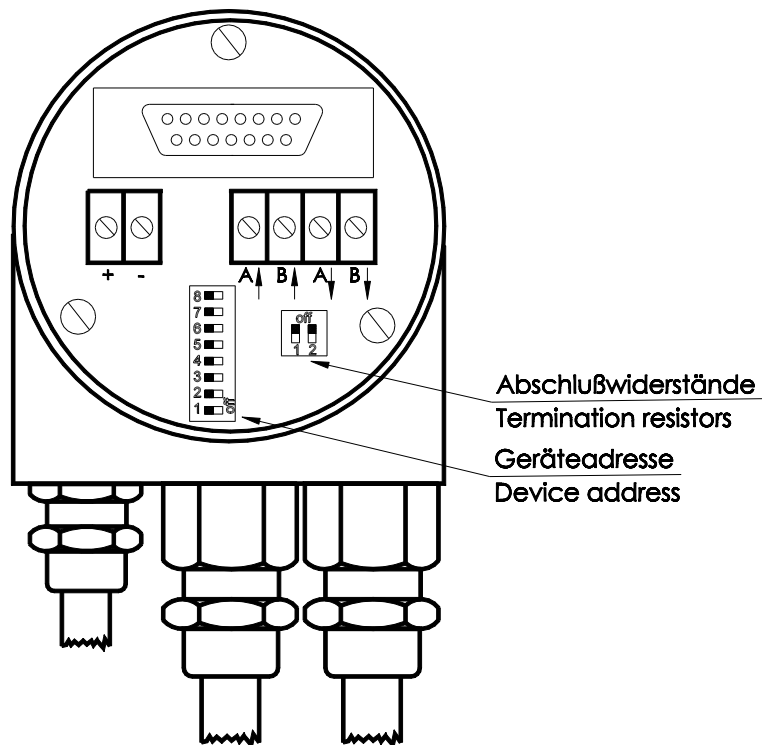 + -
A B A B
8
7
6
5
4
3
2
1
off
off
1 2
Abschlußwiderstände
Termination resistors
Geräteadresse
Device address